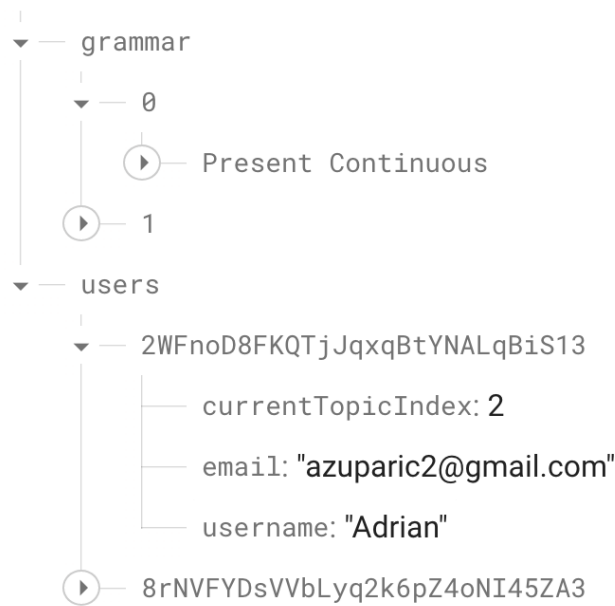 grammar
0
Present Continuous
1
users
2WFnoD8FKQTjJqxqBtYNALqBiS13
currentTopicIndex: 2
email: "azuparic2@gmail.com"
username: "Adrian"
8rNVFYDsVVbLyq2k6pZ4oNI45ZA3